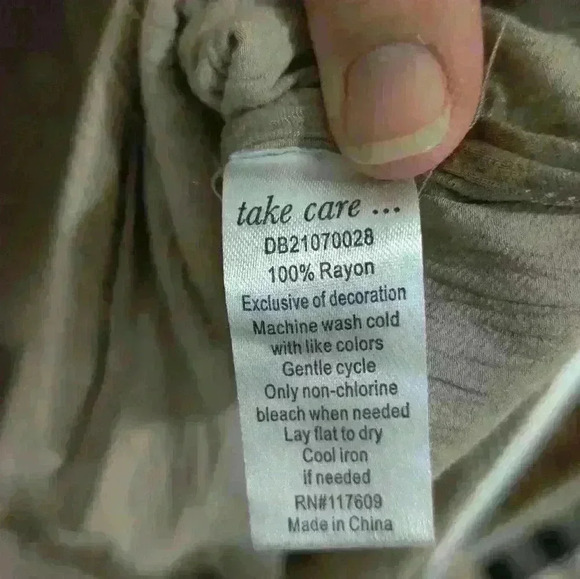 take care ...
DB21070028
100% Rayon
Exclusive of decoration
Machine wash cold
with like colors
Gentle cycle
Only non-chlorine
bleach when needed
Lay flat to dry
Cool iron
if needed
RN#117609
Made in China